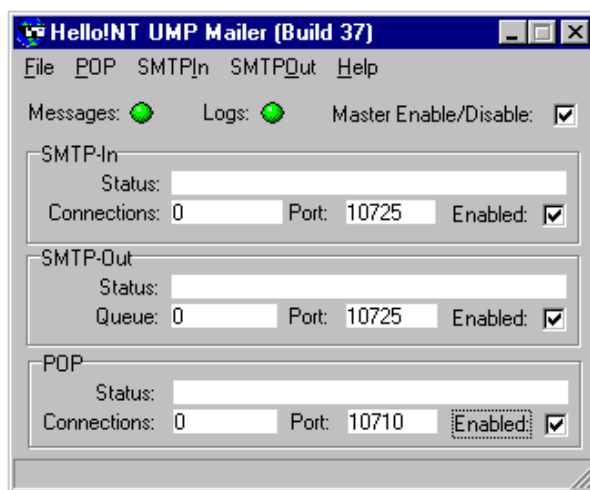 Hello!NT UMP Mailer (Build 37)
File POP SMTPIn SMTPOut Help
Messages: Logs: Master Enable/Disable:
SMTP-In
Status:
Connections: 0 Port: 10725 Enabled:
SMTP-Out
Status:
Queue: 0 Port: 10725 Enabled:
POP
Status:
Connections: 0 Port: 10710 Enabled: